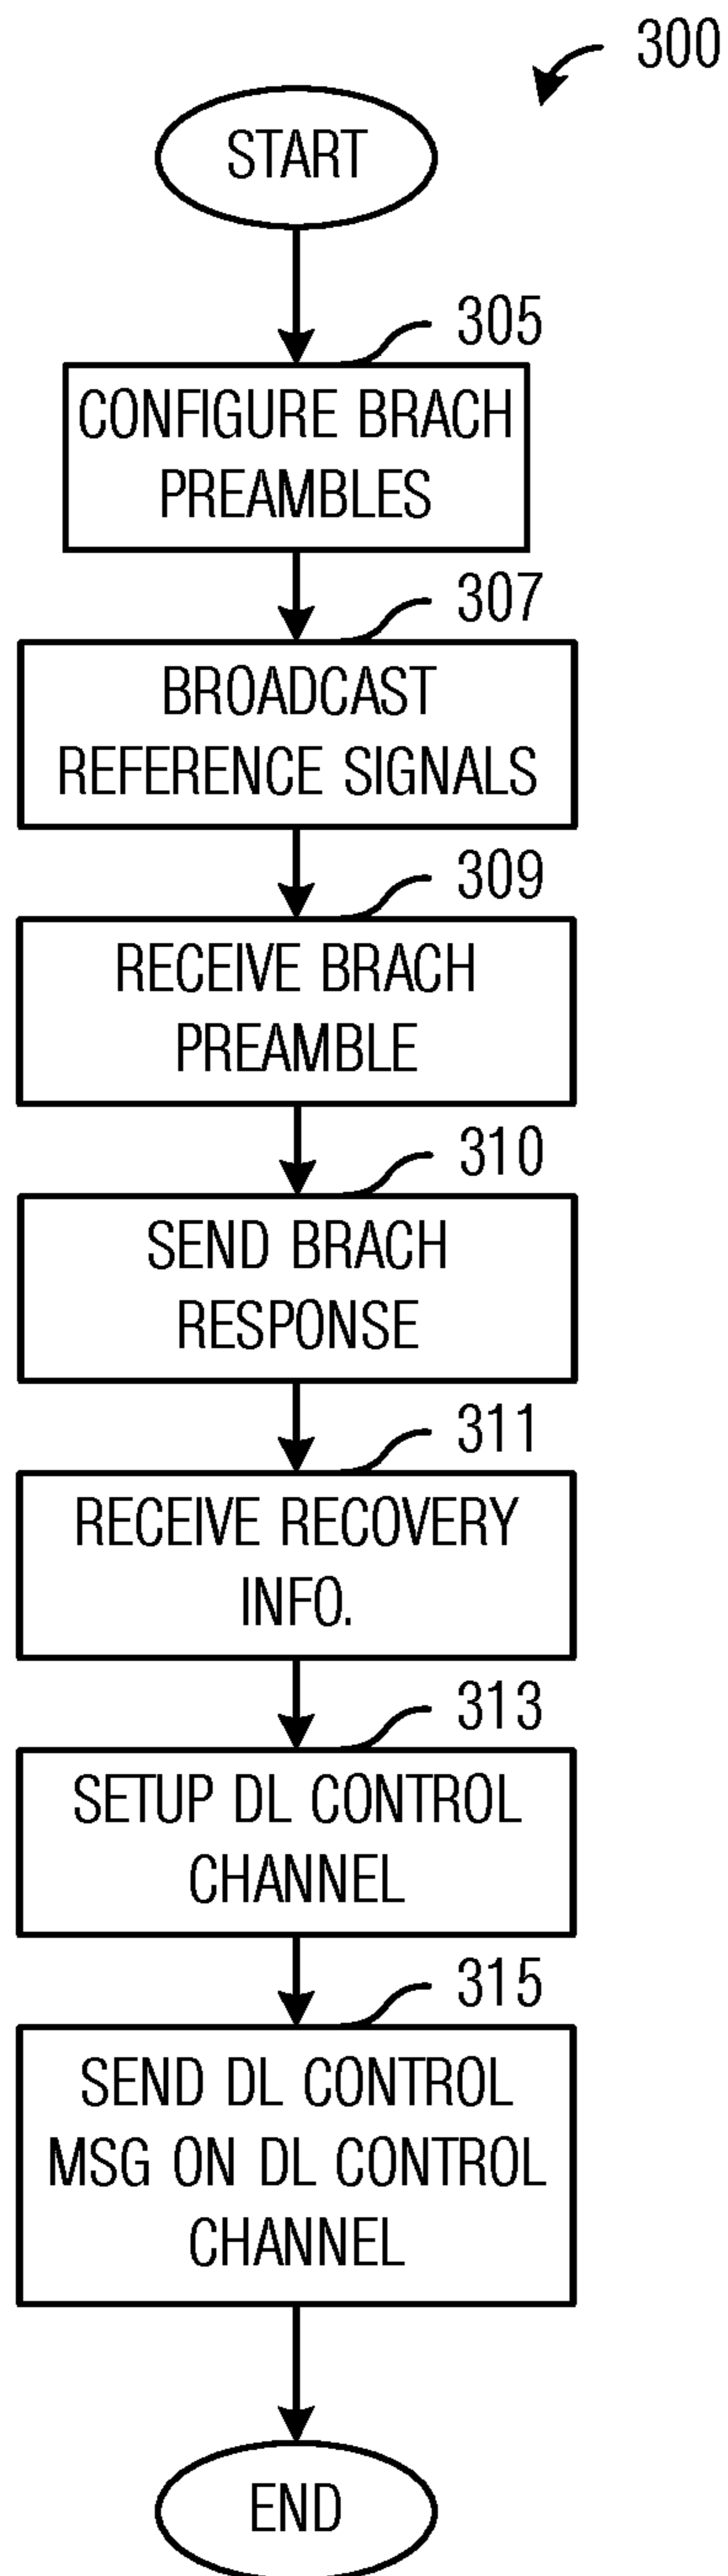 300
START
305
CONFIGURE BRACH
PREAMBLES
307
BROADCAST
REFERENCE SIGNALS
309
RECEIVE BRACH
PREAMBLE
310
SEND BRACH
RESPONSE
311
RECEIVE RECOVERY
INFO.
313
SETUP DL CONTROL
CHANNEL
315
SEND DL CONTROL
MSG ON DL CONTROL
CHANNEL
END